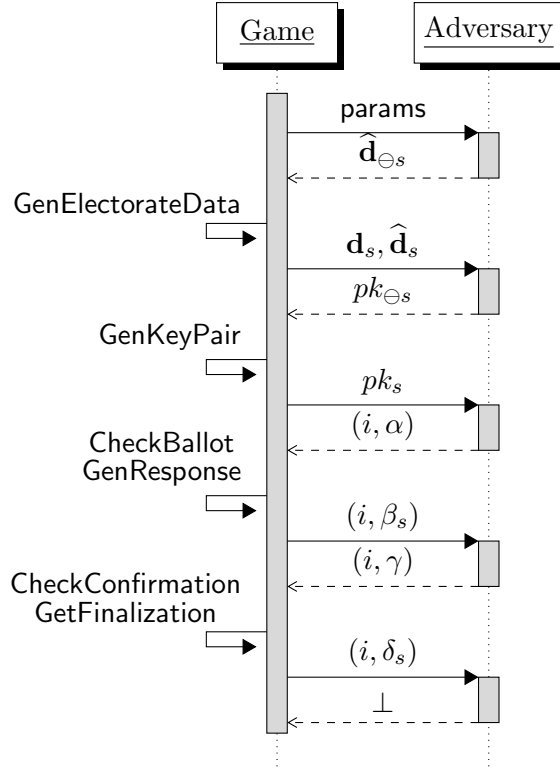 Game Adversary
params
𝐝̂⊖s
GenElectorateData
𝐝s, 𝐝̂s
pk⊖s
GenKeyPair
pks
(i, α)
CheckBallot
GenResponse
(i, βs)
(i, γ)
CheckConfirmation
GetFinalization
(i, δs)
⊥